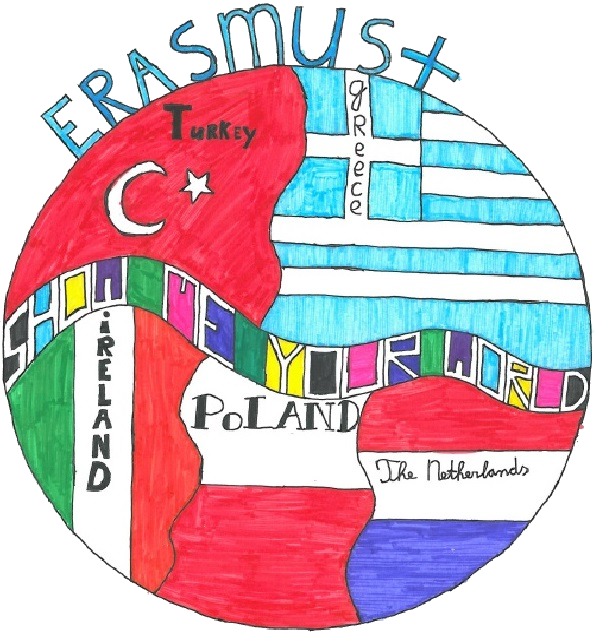 ERASMUS+
TURKEY
gReece
SHOW ME YOUR WORLD
iRELAND
PoLAND
The Netherlands